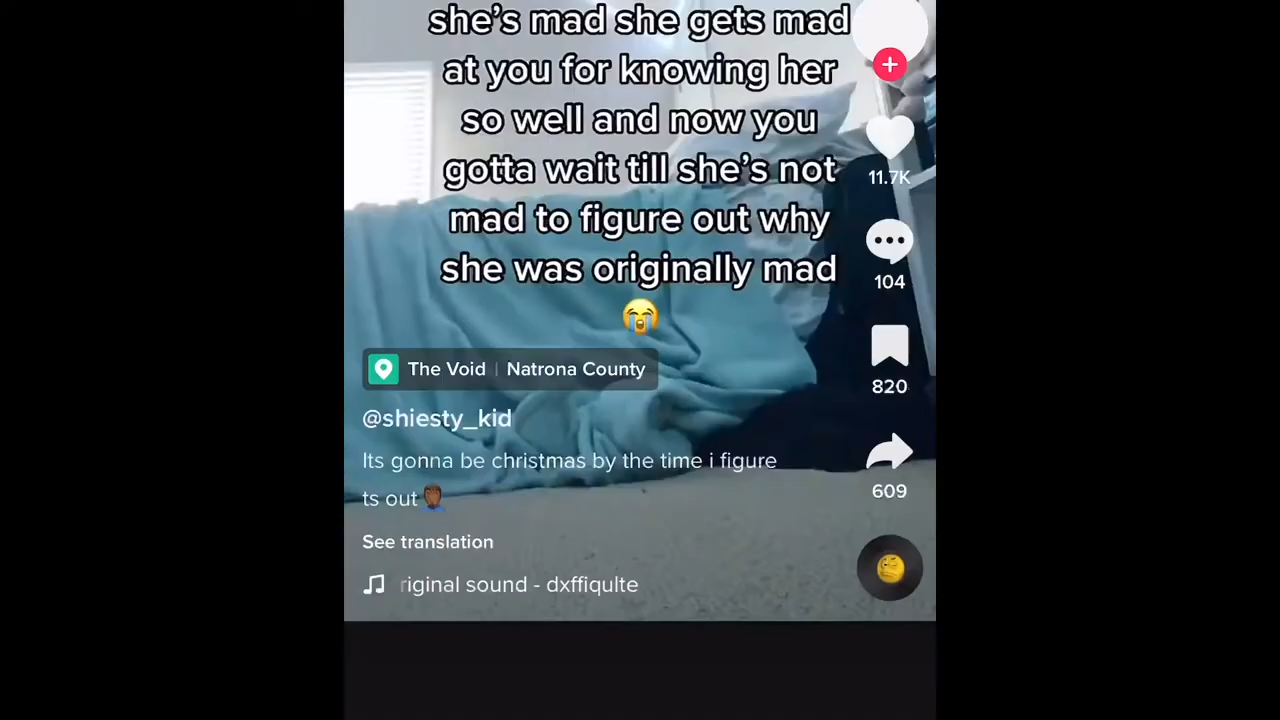 she's mad she gets mad
at you for knowing her
so well and now you
gotta wait till she's not
mad to figure out why
she was originally mad
😭
11.7K
104
820
609
The Void | Natrona County
@shiesty_kid
Its gonna be christmas by the time i figure
ts out🤦🏾‍♂️
See translation
riginal sound - dxffiqulte